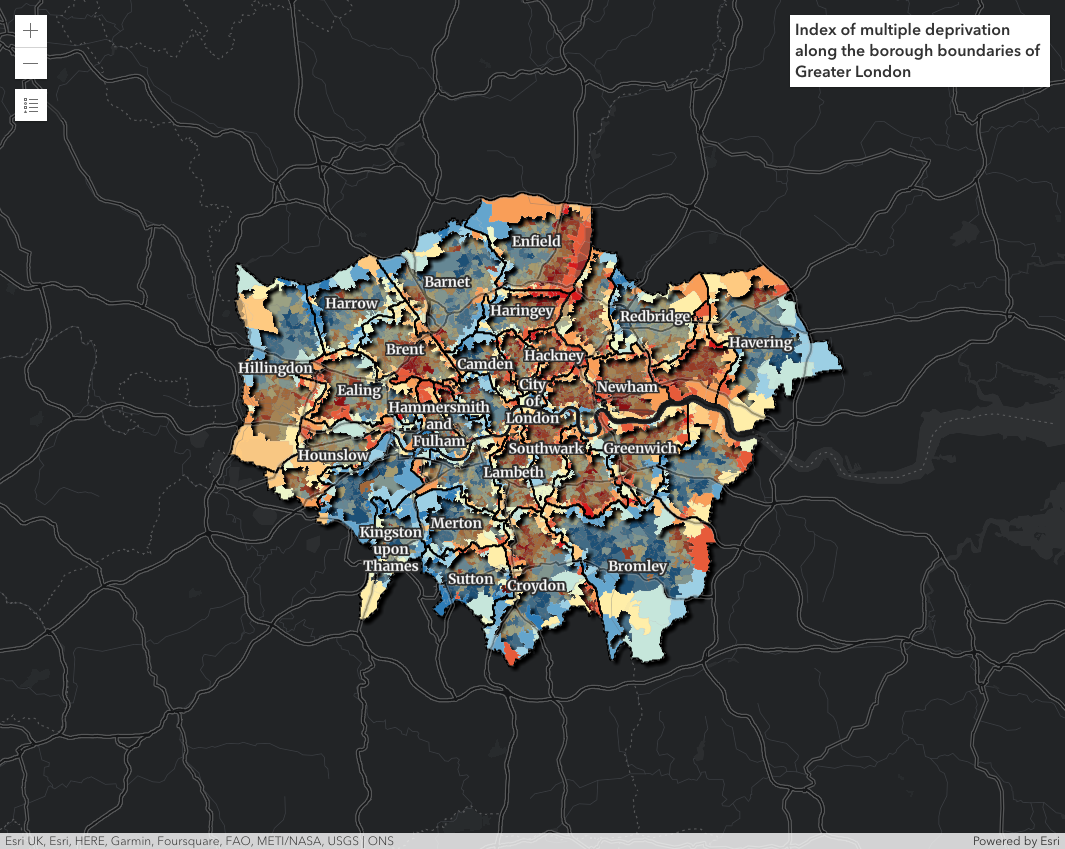 Index of multiple deprivation
along the borough boundaries of
Greater London
Enfield
Barnet
Harrow
Haringey
Redbridge
Havering
Brent
Hackney
Hillingdon
Camden
Ealing
City
of
London
Newham
Hammersmith
and
Fulham
Hounslow
Southwark
Greenwich
Lambeth
Merton
Kingston
upon
Thames
Sutton
Croydon
Bromley
Esri UK, Esri, HERE, Garmin, Foursquare, FAO, METI/NASA, USGS | ONS
Powered by Esri